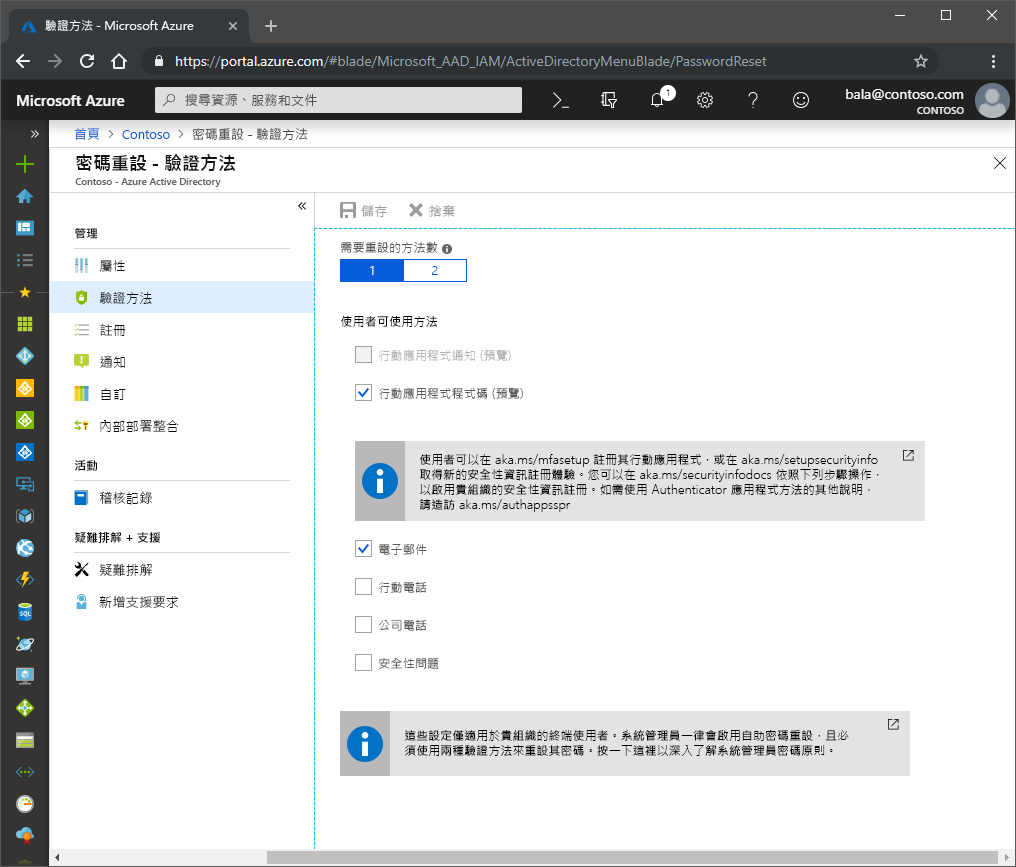 驗證方法 - Microsoft Azure
https://portal.azure.com/#blade/Microsoft_AAD_IAM/ActiveDirectoryMenuBlade/PasswordReset
Microsoft Azure
搜尋資源、服務和文件
1
bala@contoso.com
CONTOSO
首頁 > Contoso > 密碼重設 - 驗證方法
密碼重設 - 驗證方法
Contoso - Azure Active Directory
管理
屬性
驗證方法
註冊
通知
自訂
內部部署整合
活動
稽核記錄
疑難排解 + 支援
疑難排解
新增支援要求
儲存 捨棄
需要重設的方法數
1 2
使用者可使用方法
行動應用程式通知 (預覽)
行動應用程式程式碼 (預覽)
使用者可以在 aka.ms/mfasetup 註冊其行動應用程式，或在 aka.ms/setupsecurityinfo
取得新的安全性資訊註冊體驗。您可以在 aka.ms/securityinfodocs 依照下列步驟操作，
以啟用貴組織的安全性資訊註冊。如需使用 Authenticator 應用程式方法的其他說明，
請造訪 aka.ms/authappsspr
電子郵件
行動電話
公司電話
安全性問題
這些設定僅適用於貴組織的終端使用者。系統管理員一律會啟用自助密碼重設，且必
須使用兩種驗證方法來重設其密碼。按一下這裡以深入了解系統管理員密碼原則。
SQL